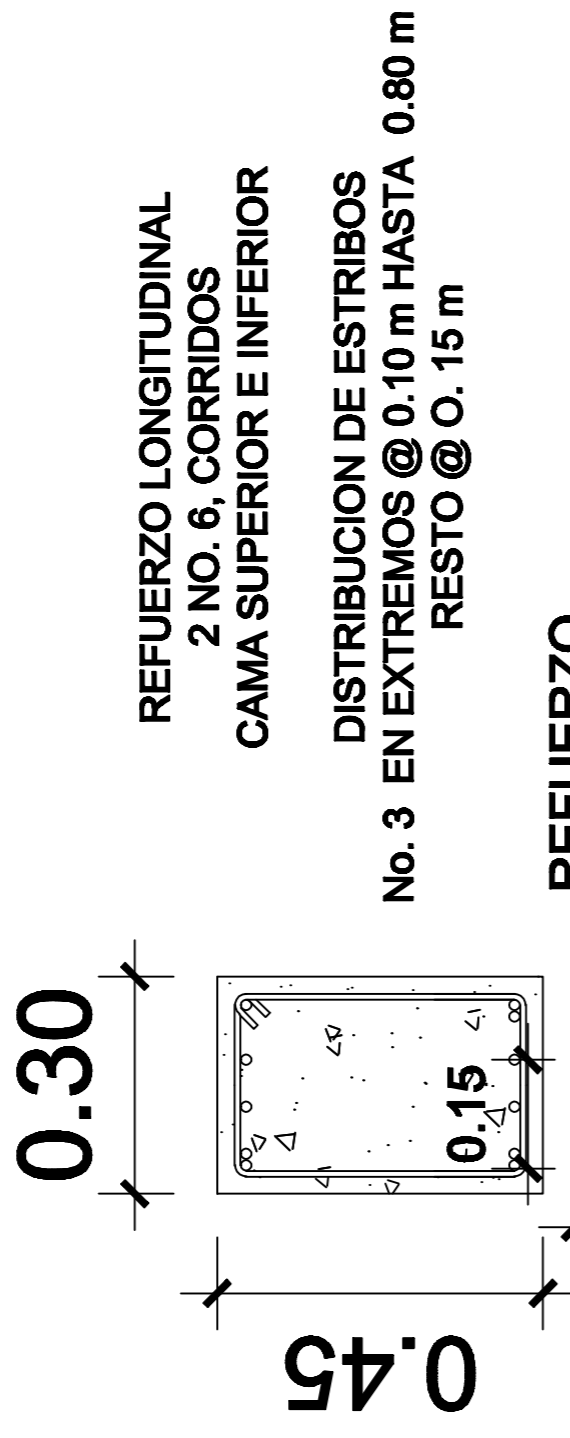 0.30
0.45
0.15
REFUERZO LONGITUDINAL
2 NO. 6, CORRIDOS
CAMA SUPERIOR E INFERIOR
DISTRIBUCION DE ESTRIBOS
No. 3 EN EXTREMOS @ 0.10 m HASTA 0.80 m
RESTO @ O. 15 m
REFUERZO